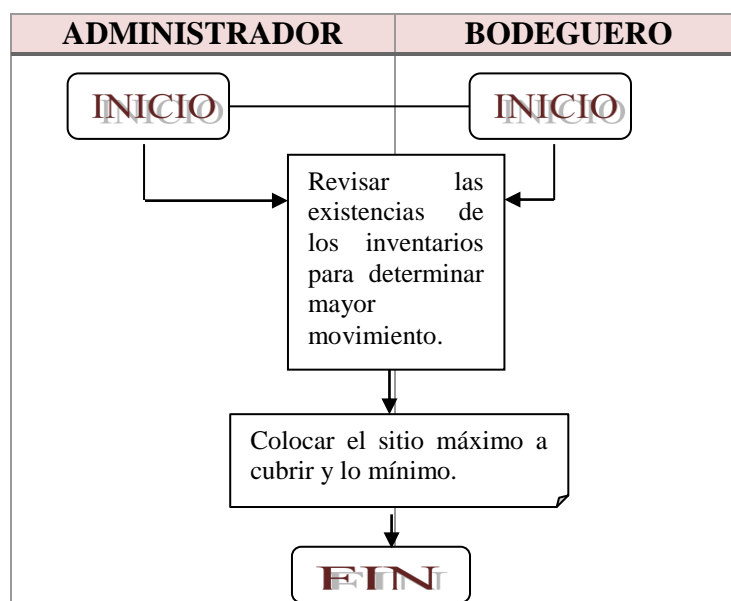 ADMINISTRADOR BODEGUERO
INICIO INICIO
Revisar las
existencias de
los inventarios
para determinar
mayor
movimiento.
Colocar el sitio máximo a
cubrir y lo mínimo.
FIN